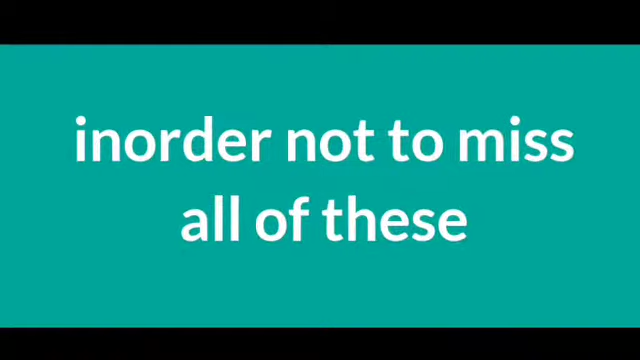 inorder not to miss
all of these